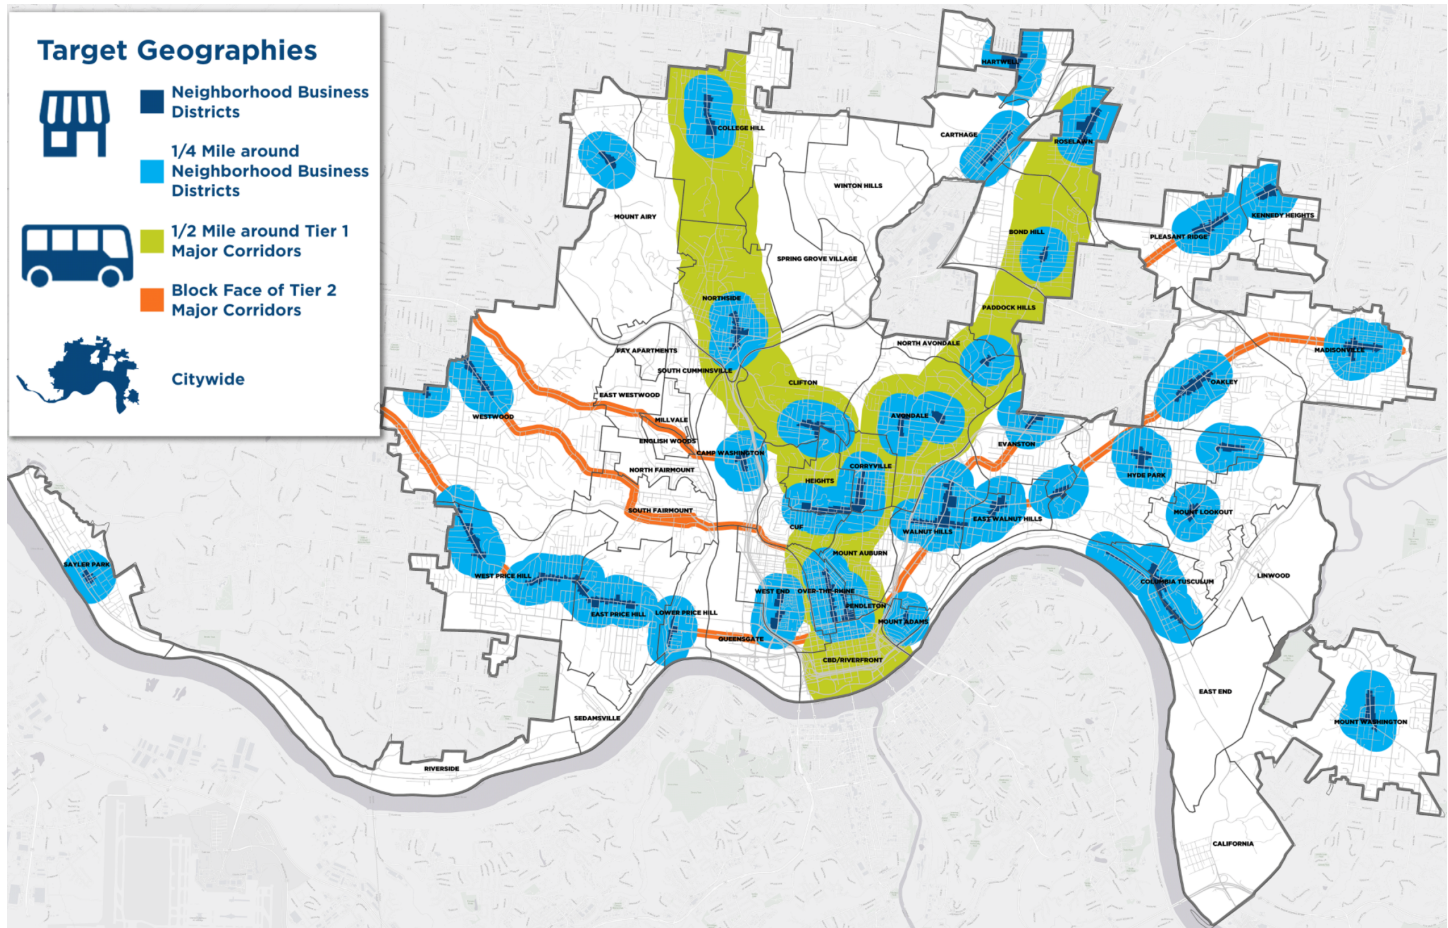 Target Geographies
Neighborhood Business
Districts
1/4 Mile around
Neighborhood Business
Districts
1/2 Mile around Tier 1
Major Corridors
Block Face of Tier 2
Major Corridors
Citywide
HARTWELL
COLLEGE HILL
CARTHAGE
ROSELAWN
WINTON HILLS
MOUNT AIRY
KENNEDY HEIGHTS
BOND HILL
PLEASANT RIDGE
SPRING GROVE VILLAGE
NORTHSIDE
PADDOCK HILLS
NORTH AVONDALE
FAY APARTMENTS
MADISONVILLE
SOUTH CUMMINSVILLE
CLIFTON
OAKLEY
EAST WESTWOOD
WESTWOOD
MILLVALE
AVONDALE
ENGLISH WOODS
EVANSTON
CAMP WASHINGTON
CORRYVILLE
NORTH FAIRMOUNT
HYDE PARK
HEIGHTS
SOUTH FAIRMOUNT
MOUNT LOOKOUT
EAST WALNUT HILLS
CUF
WALNUT HILLS
MOUNT AUBURN
SAYLER PARK
WEST PRICE HILL
LINWOOD
COLUMBIA TUSCULUM
WEST END
OVER-THE-RHINE
PENDLETON
EAST PRICE HILL
LOWER PRICE HILL
MOUNT ADAMS
QUEENSGATE
CBD/RIVERFRONT
EAST END
SEDAMSVILLE
MOUNT WASHINGTON
RIVERSIDE
CALIFORNIA